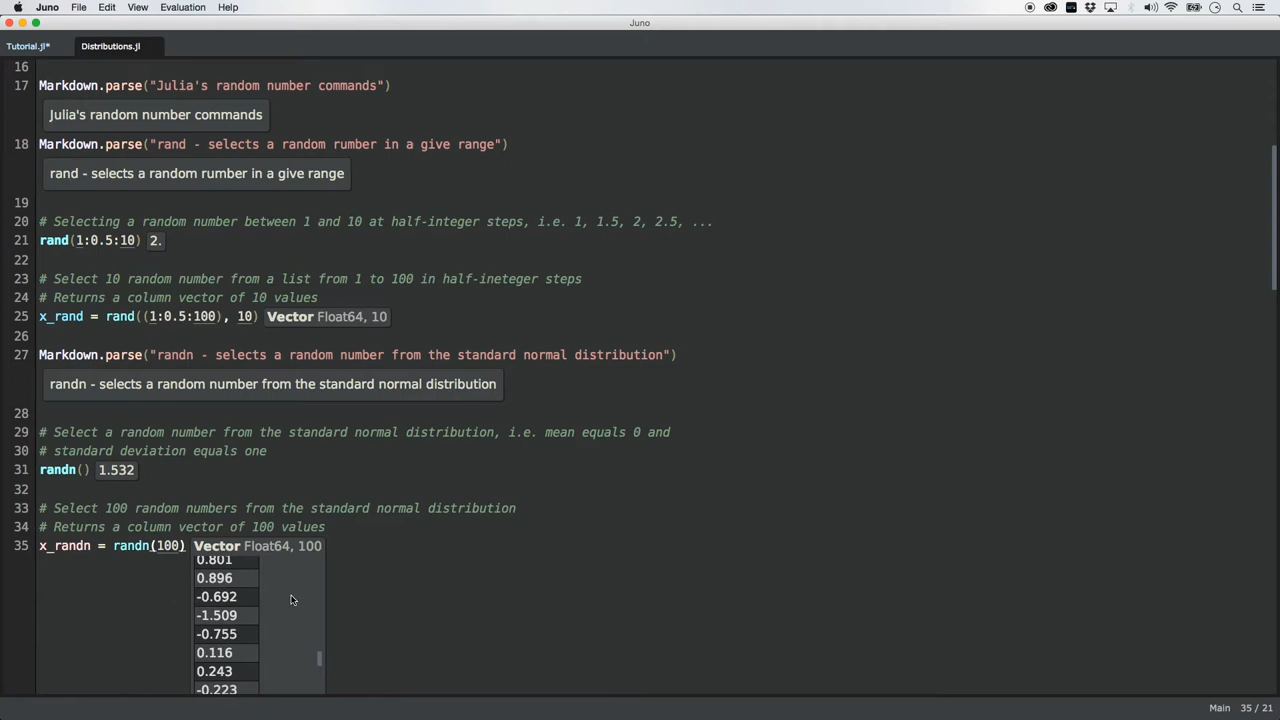 Juno File Edit View Evaluation Help
Juno
Tutorial.jl* Distributions.jl
16
17 Markdown.parse("Julia's random number commands")
Julia's random number commands
18 Markdown.parse("rand - selects a random rumber in a give range")
rand - selects a random rumber in a give range
19
20 # Selecting a random number between 1 and 10 at half-integer steps, i.e. 1, 1.5, 2, 2.5, ...
21 rand(1:0.5:10) 2.
22
23 # Select 10 random number from a list from 1 to 100 in half-ineteger steps
24 # Returns a column vector of 10 values
25 x_rand = rand((1:0.5:100), 10) Vector Float64, 10
26
27 Markdown.parse("randn - selects a random number from the standard normal distribution")
randn - selects a random number from the standard normal distribution
28
29 # Select a random number from the standard normal distribution, i.e. mean equals 0 and
30 # standard deviation equals one
31 randn() 1.532
32
33 # Select 100 random numbers from the standard normal distribution
34 # Returns a column vector of 100 values
35 x_randn = randn(100) Vector Float64, 100
0.801
0.896
-0.692
-1.509
-0.755
0.116
0.243
-0.223
Main 35 / 21